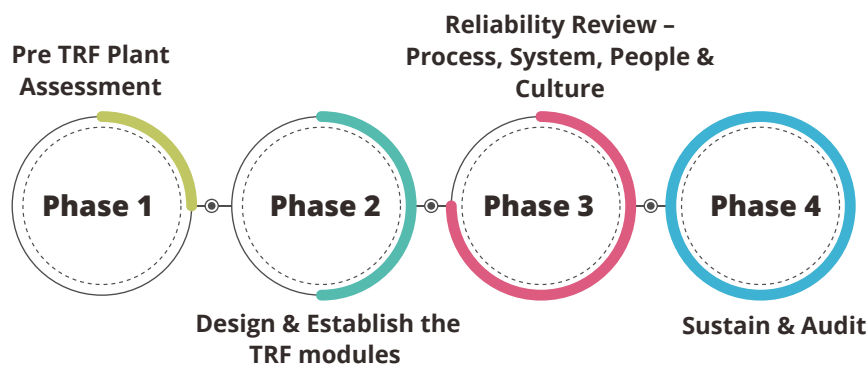 Pre TRF Plant
Assessment
Phase 1
Phase 2
Design & Establish the
TRF modules
Reliability Review –
Process, System, People &
Culture
Phase 3
Phase 4
Sustain & Audit